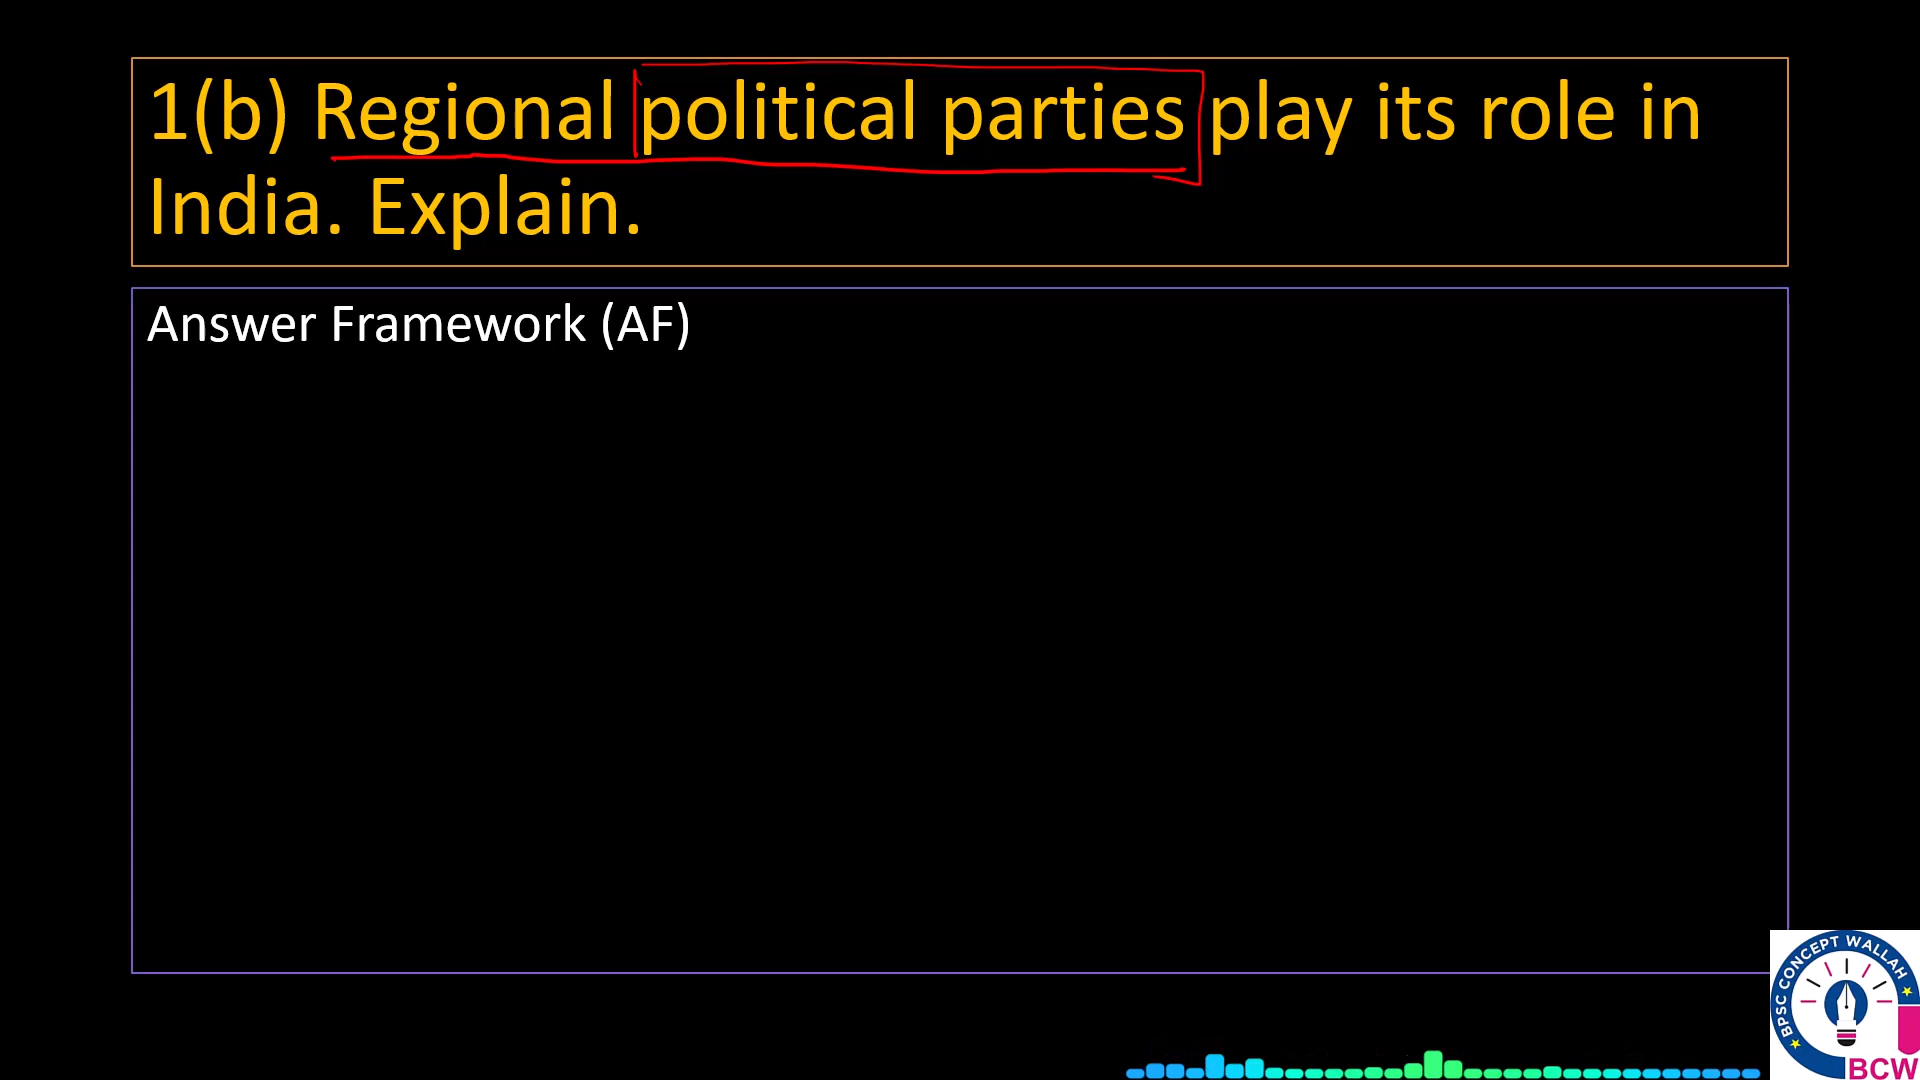 1(b) Regional political parties play its role in
India. Explain.
Answer Framework (AF)
BPSC CONCEPT WALLAH
BCW